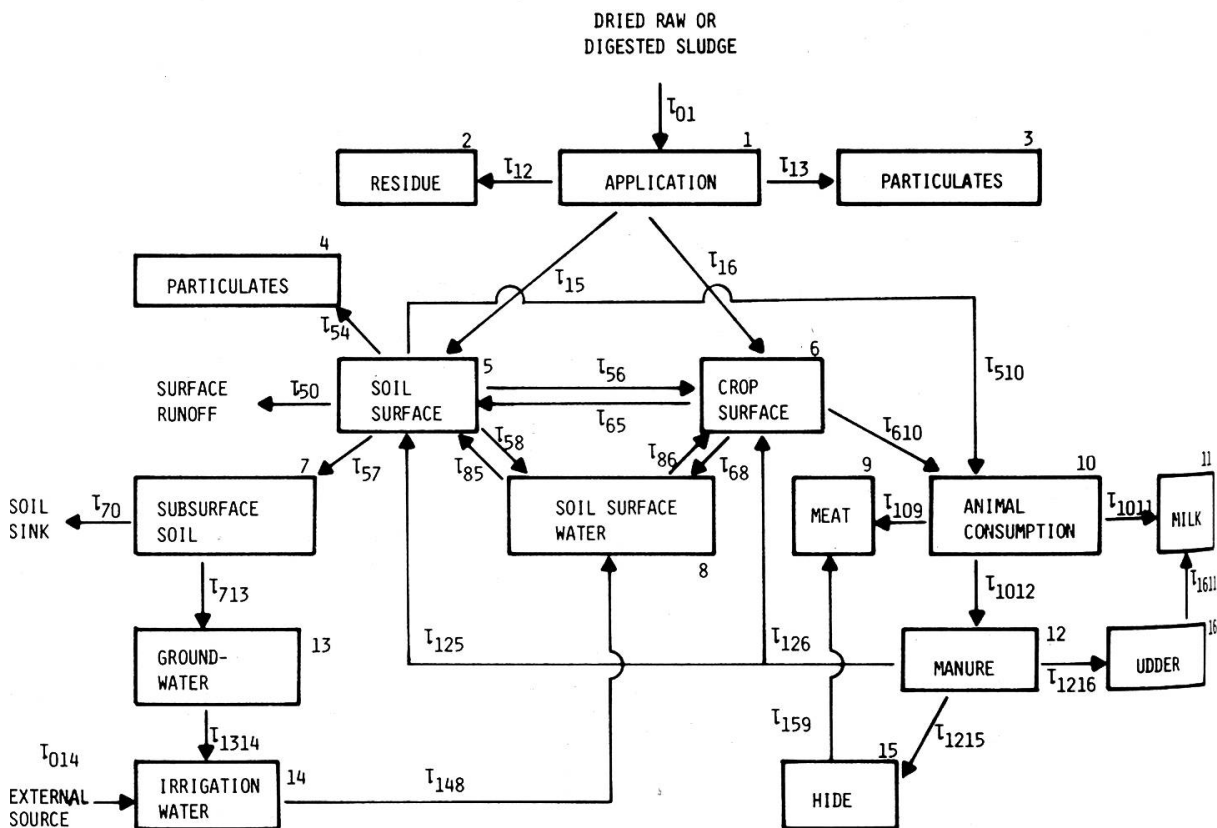 DRIED RAW OR
DIGESTED SLUDGE
τ01
2
1
3
RESIDUE
τ12
APPLICATION
τ13
PARTICULATES
4
PARTICULATES
τ15
τ16
τ54
5
6
SURFACE
RUNOFF
τ50
SOIL
SURFACE
τ56
τ65
CROP
SURFACE
τ510
τ610
7
τ57
τ58
τ85
τ86
τ68
9
10
11
SOIL
SINK
τ70
SUBSURFACE
SOIL
SOIL SURFACE
WATER
8
MEAT
τ109
ANIMAL
CONSUMPTION
τ1011
MILK
τ713
τ1012
τ1611
13
GROUND-
WATER
τ125
τ126
12
MANURE
τ1216
16
UDDER
τ1314
τ159
τ1215
τ014
EXTERNAL
SOURCE
14
IRRIGATION
WATER
τ148
15
HIDE